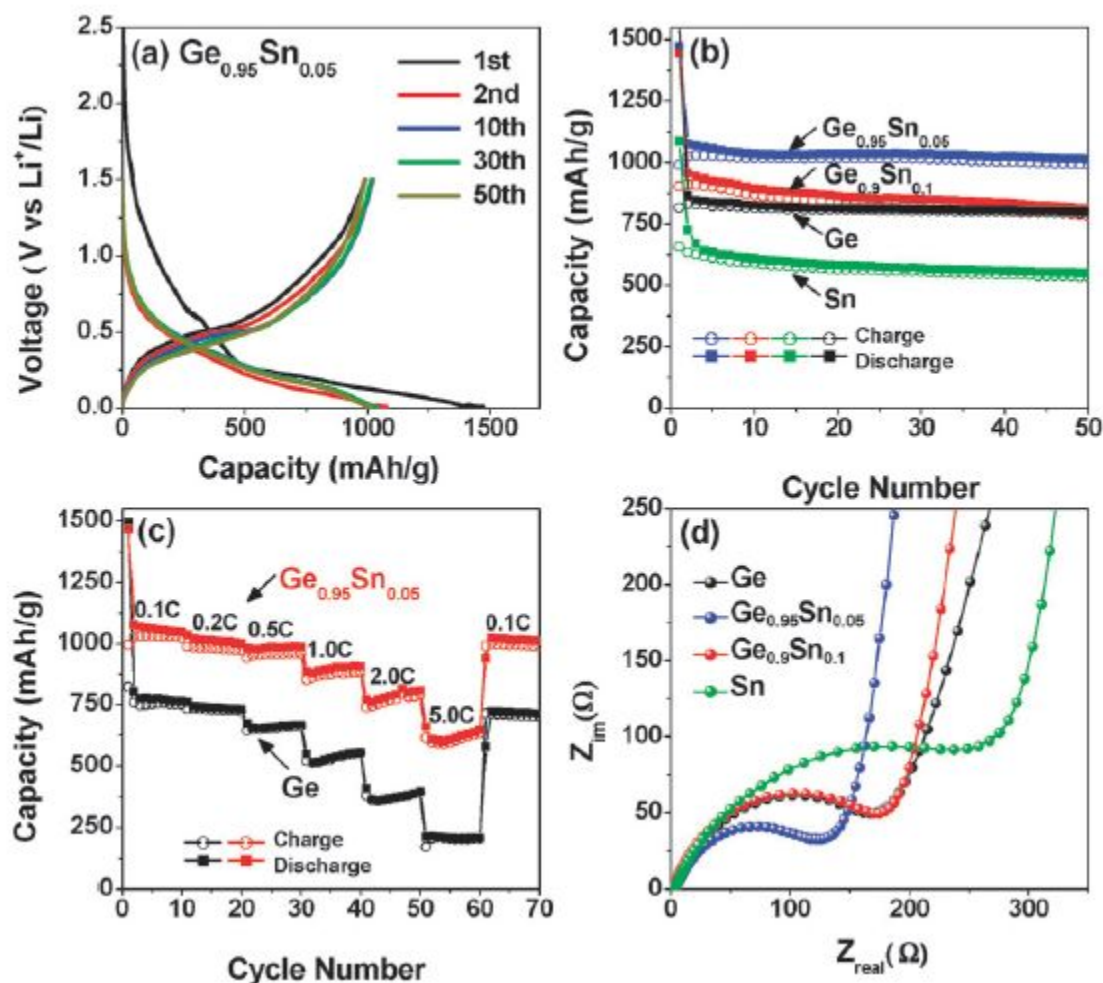 (a) Ge0.95Sn0.05
1st
2nd
10th
30th
50th
2.5
2.0
1.5
1.0
0.5
0.0
Voltage ( V vs Li+/Li)
0 500 1000 1500
Capacity (mAh/g)
(b)
1500
1250
1000
750
500
250
0
Capacity (mAh/g)
Ge0.95Sn0.05
Ge0.9Sn0.1
Ge
Sn
Charge
Discharge
0 10 20 30 40 50
Cycle Number
(c)
1500
1250
1000
750
500
250
0
Capacity (mAh/g)
Ge0.95Sn0.05
0.1C 0.2C 0.5C 1.0C 2.0C 5.0C 0.1C
Ge
Charge
Discharge
0 10 20 30 40 50 60 70
Cycle Number
(d)
250
200
150
100
50
0
Zim(Ω)
Ge
Ge0.95Sn0.05
Ge0.9Sn0.1
Sn
0 100 200 300
Zreal(Ω)